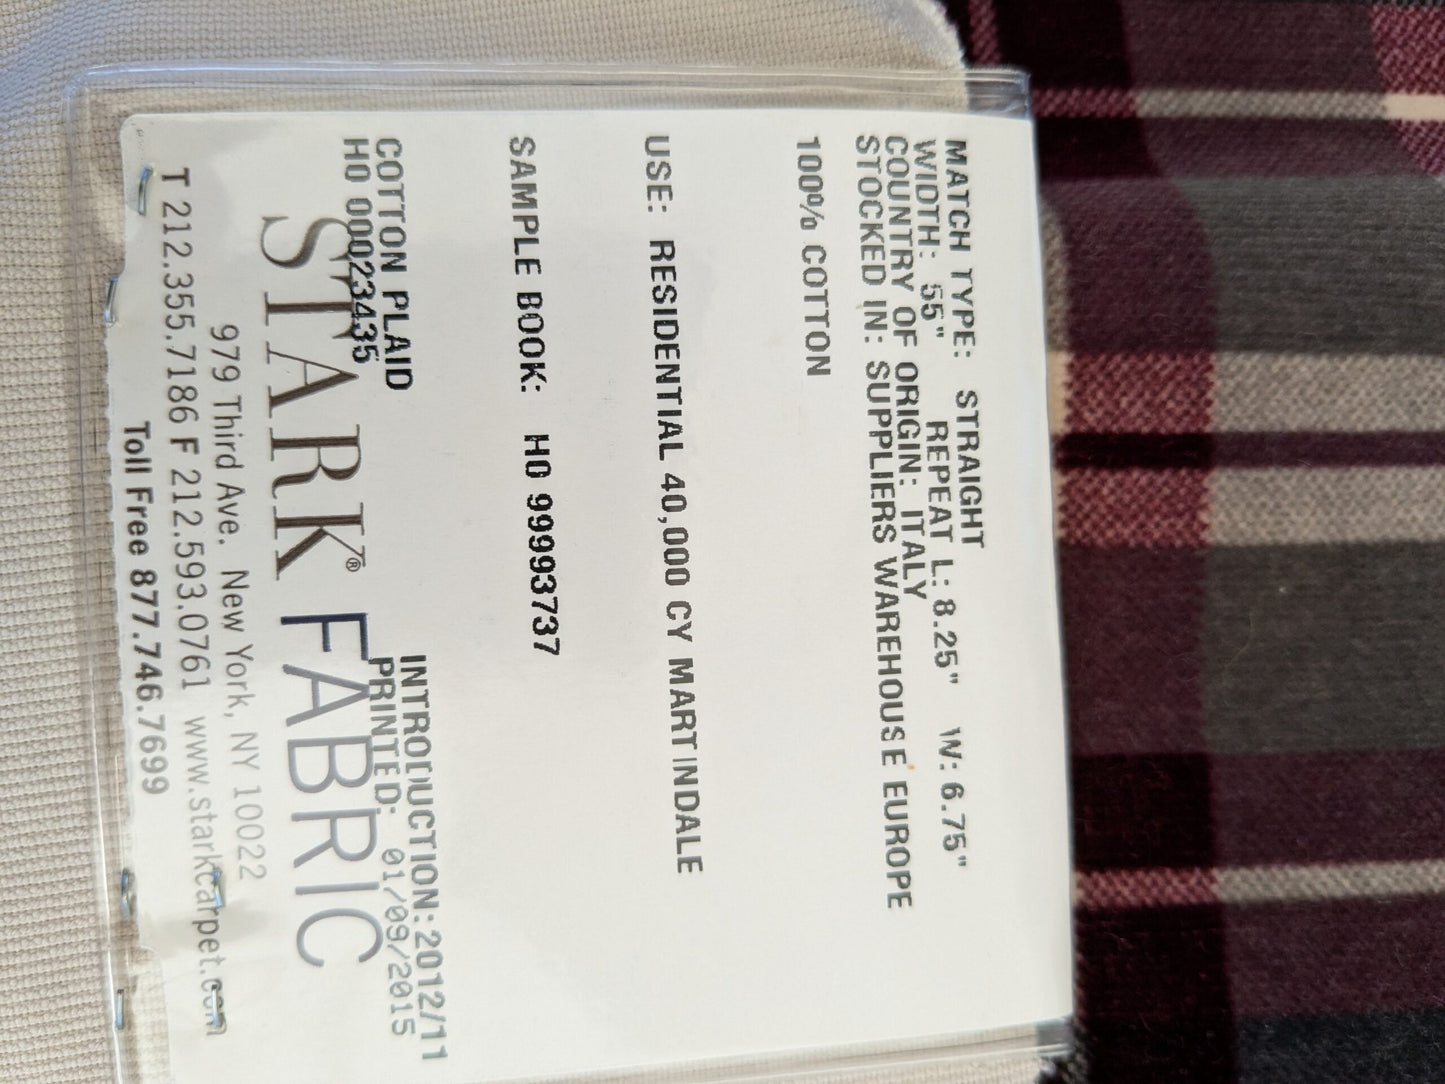 MATCH TYPE: STRAIGHT
WIDTH: 55" REPEAT L: 8.25" W: 6.75"
COUNTRY OF ORIGIN: ITALY
STOCKED IN: SUPPLIERS WAREHOUSE EUROPE
100% COTTON
USE: RESIDENTIAL 40,000 CY MARTINDALE
SAMPLE BOOK: H0 99993737
COTTON PLAID INTRODUCTION: 2012/11
H0 00023435 PRINTED: 01/09/2015
STARK® FABRIC
979 Third Ave. New York, NY 10022
T 212.355.7186 F 212.593.0761 www.starkcarpet.com
Toll Free 877.746.7699